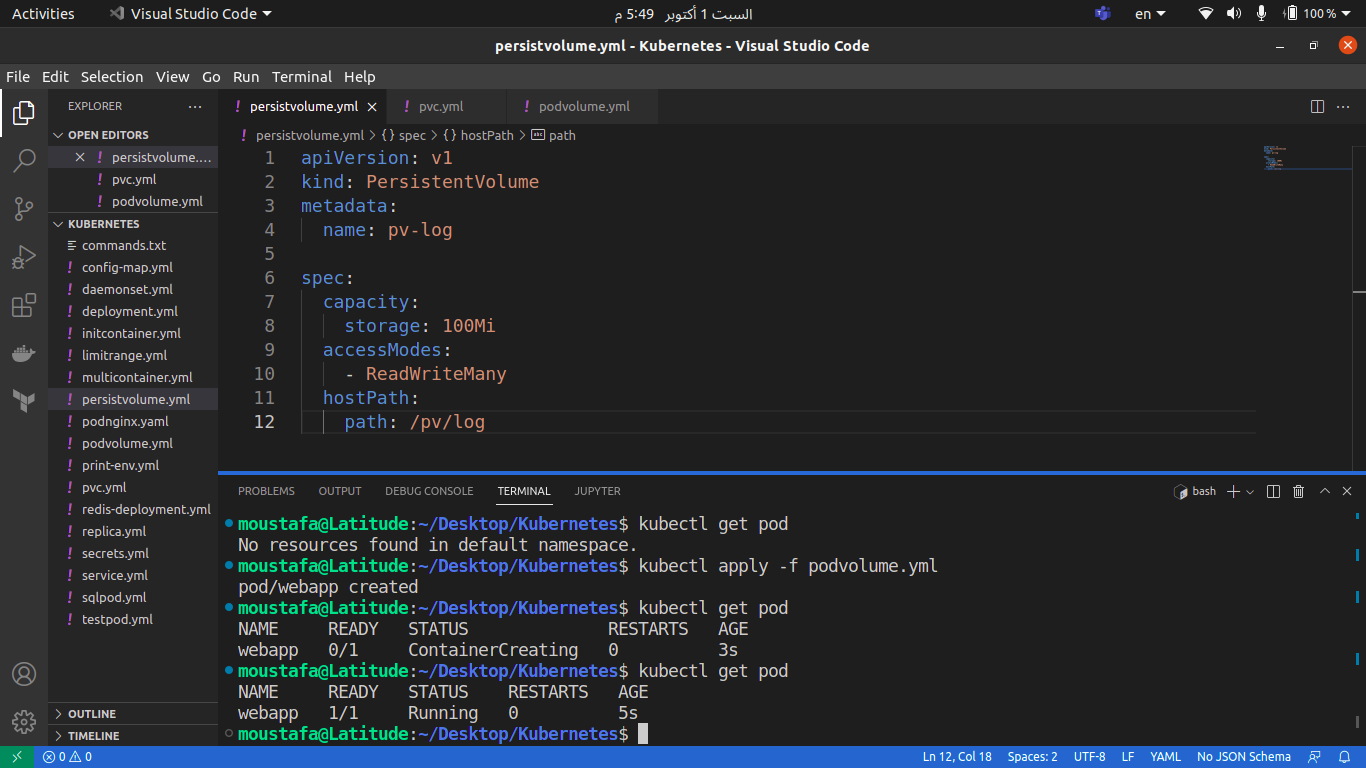 Activities Visual Studio Code السبت 1 أكتوبر 5:49 م en 100 %
persistvolume.yml - Kubernetes - Visual Studio Code
File Edit Selection View Go Run Terminal Help
EXPLORER ···
OPEN EDITORS
persistvolume....
pvc.yml
podvolume.yml
KUBERNETES
commands.txt
config-map.yml
daemonset.yml
deployment.yml
initcontainer.yml
limitrange.yml
multicontainer.yml
persistvolume.yml
podnginx.yaml
podvolume.yml
print-env.yml
pvc.yml
redis-deployment.yml
replica.yml
secrets.yml
service.yml
sqlpod.yml
testpod.yml
OUTLINE
TIMELINE
! persistvolume.yml ! pvc.yml ! podvolume.yml
! persistvolume.yml > {} spec > {} hostPath > abc path
1 apiVersion: v1
2 kind: PersistentVolume
3 metadata:
4 name: pv-log
5
6 spec:
7 capacity:
8 storage: 100Mi
9 accessModes:
10 - ReadWriteMany
11 hostPath:
12 path: /pv/log
PROBLEMS OUTPUT DEBUG CONSOLE TERMINAL JUPYTER bash
moustafa@Latitude:~/Desktop/Kubernetes$ kubectl get pod
No resources found in default namespace.
moustafa@Latitude:~/Desktop/Kubernetes$ kubectl apply -f podvolume.yml
pod/webapp created
moustafa@Latitude:~/Desktop/Kubernetes$ kubectl get pod
NAME READY STATUS RESTARTS AGE
webapp 0/1 ContainerCreating 0 3s
moustafa@Latitude:~/Desktop/Kubernetes$ kubectl get pod
NAME READY STATUS RESTARTS AGE
webapp 1/1 Running 0 5s
moustafa@Latitude:~/Desktop/Kubernetes$
0 0 Ln 12, Col 18 Spaces: 2 UTF-8 LF YAML No JSON Schema